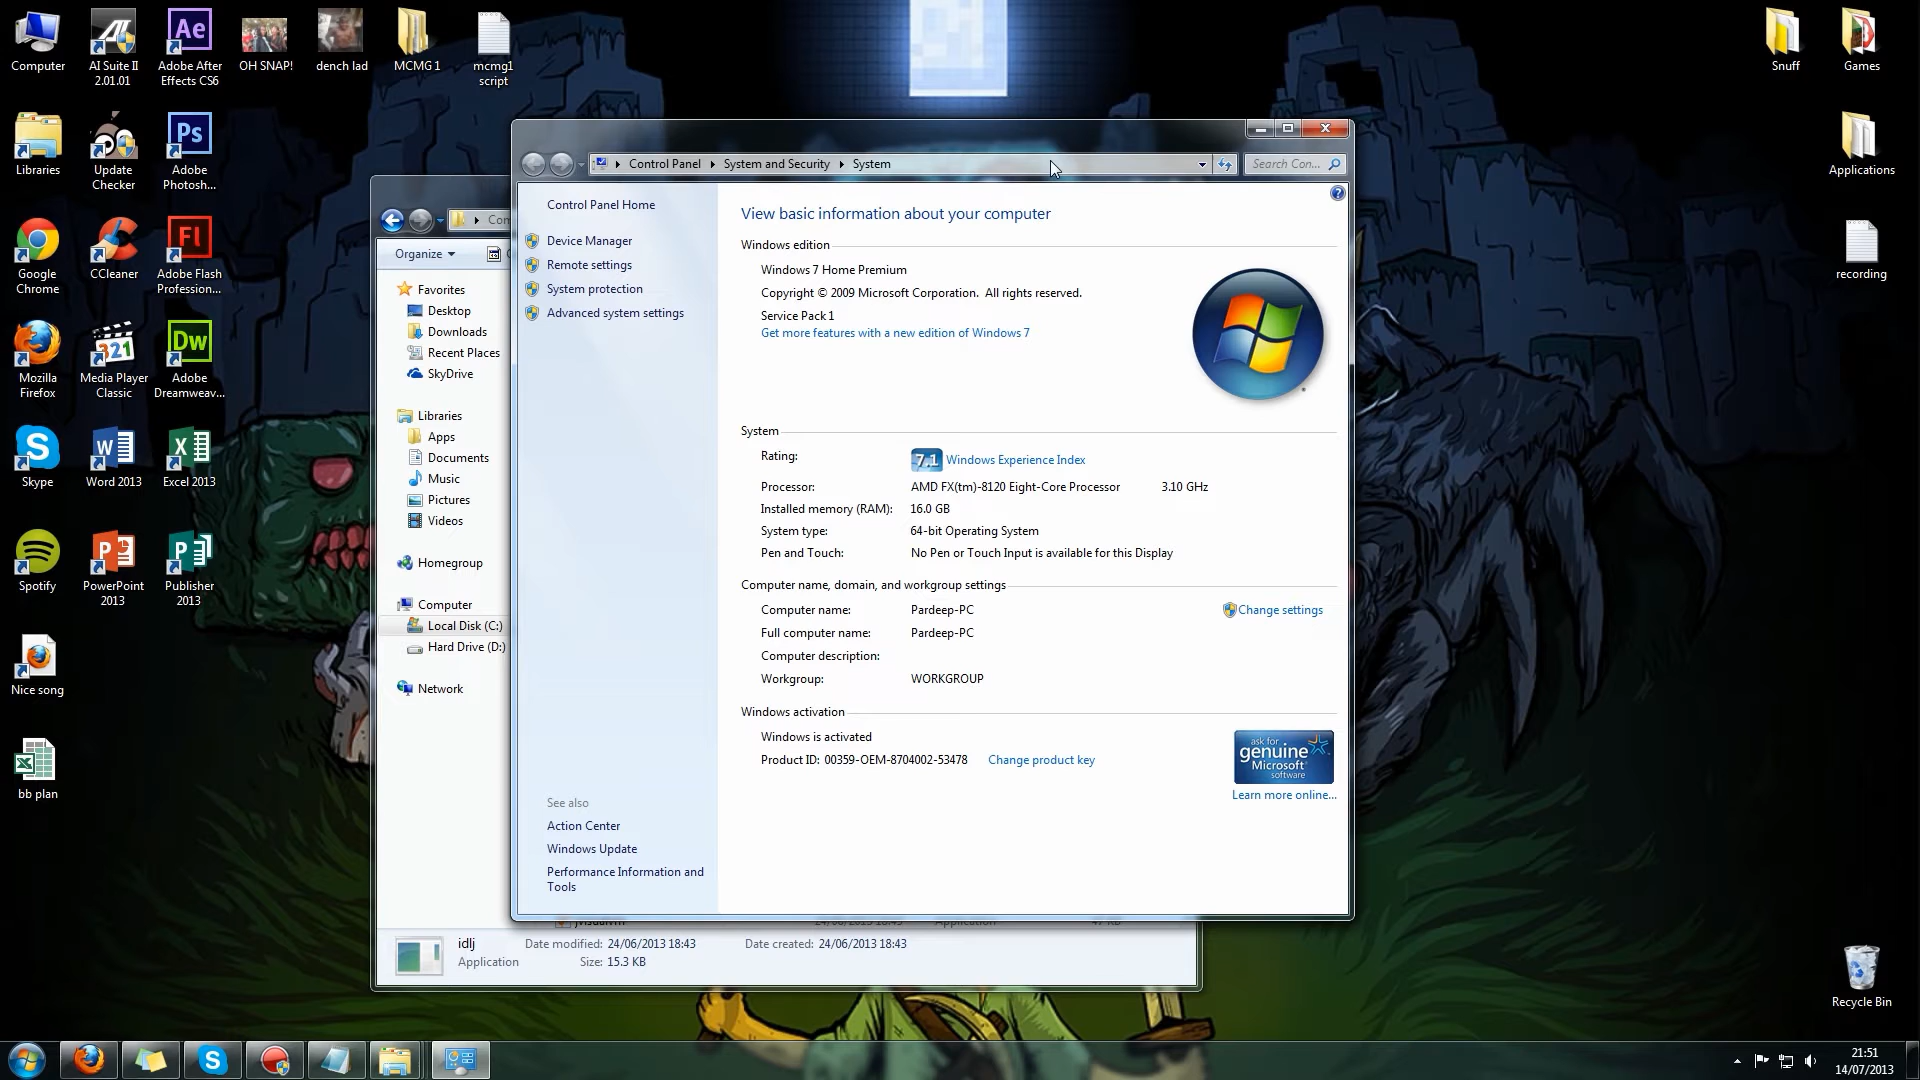 Computer
AI Suite II
2.01.01
Adobe After
Effects CS6
OH SNAP!
dench lad
MCMG 1
mcmg1
script
Snuff
Games
Libraries
Update
Checker
Adobe
Photosh...
Applications
Google
Chrome
CCleaner
Adobe Flash
Profession...
recording
Mozilla
Firefox
Media Player
Classic
Adobe
Dreamweav...
Skype
Word 2013
Excel 2013
Spotify
PowerPoint
2013
Publisher
2013
Nice song
bb plan
Recycle Bin
Control Panel
System and Security
System
Search Con...
Control Panel Home
Device Manager
Remote settings
System protection
Advanced system settings
View basic information about your computer
Windows edition
Windows 7 Home Premium
Copyright © 2009 Microsoft Corporation. All rights reserved.
Service Pack 1
Get more features with a new edition of Windows 7
System
Rating:
7.1
Windows Experience Index
Processor:
AMD FX(tm)-8120 Eight-Core Processor 3.10 GHz
Installed memory (RAM):
16.0 GB
System type:
64-bit Operating System
Pen and Touch:
No Pen or Touch Input is available for this Display
Computer name, domain, and workgroup settings
Computer name:
Pardeep-PC
Change settings
Full computer name:
Pardeep-PC
Computer description:
Workgroup:
WORKGROUP
Windows activation
Windows is activated
Product ID: 00359-OEM-8704002-53478
Change product key
ask for
genuine
Microsoft
software
Learn more online...
See also
Action Center
Windows Update
Performance Information and
Tools
Organize
Favorites
Desktop
Downloads
Recent Places
SkyDrive
Libraries
Apps
Documents
Music
Pictures
Videos
Homegroup
Computer
Local Disk (C:)
Hard Drive (D:)
Network
idlj
Date modified: 24/06/2013 18:43
Date created: 24/06/2013 18:43
Application
Size: 15.3 KB
21:51
14/07/2013